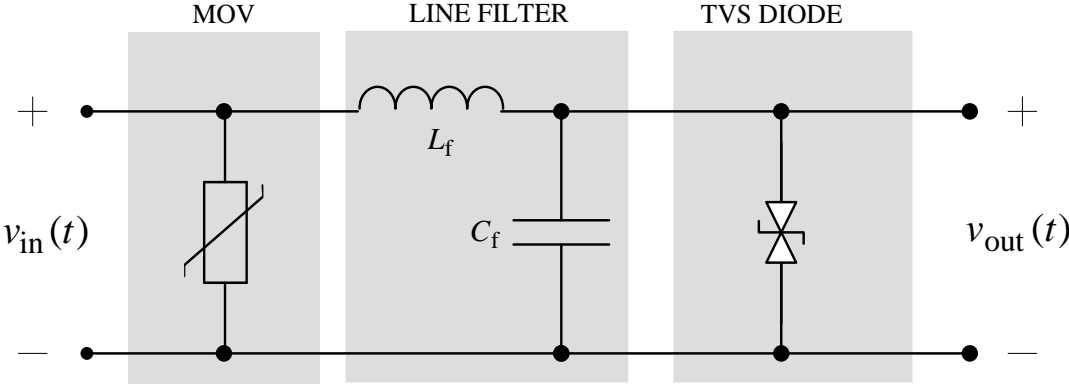 MOV LINE FILTER TVS DIODE
+ +
L_f
v_in(t) C_f v_out(t)
— —